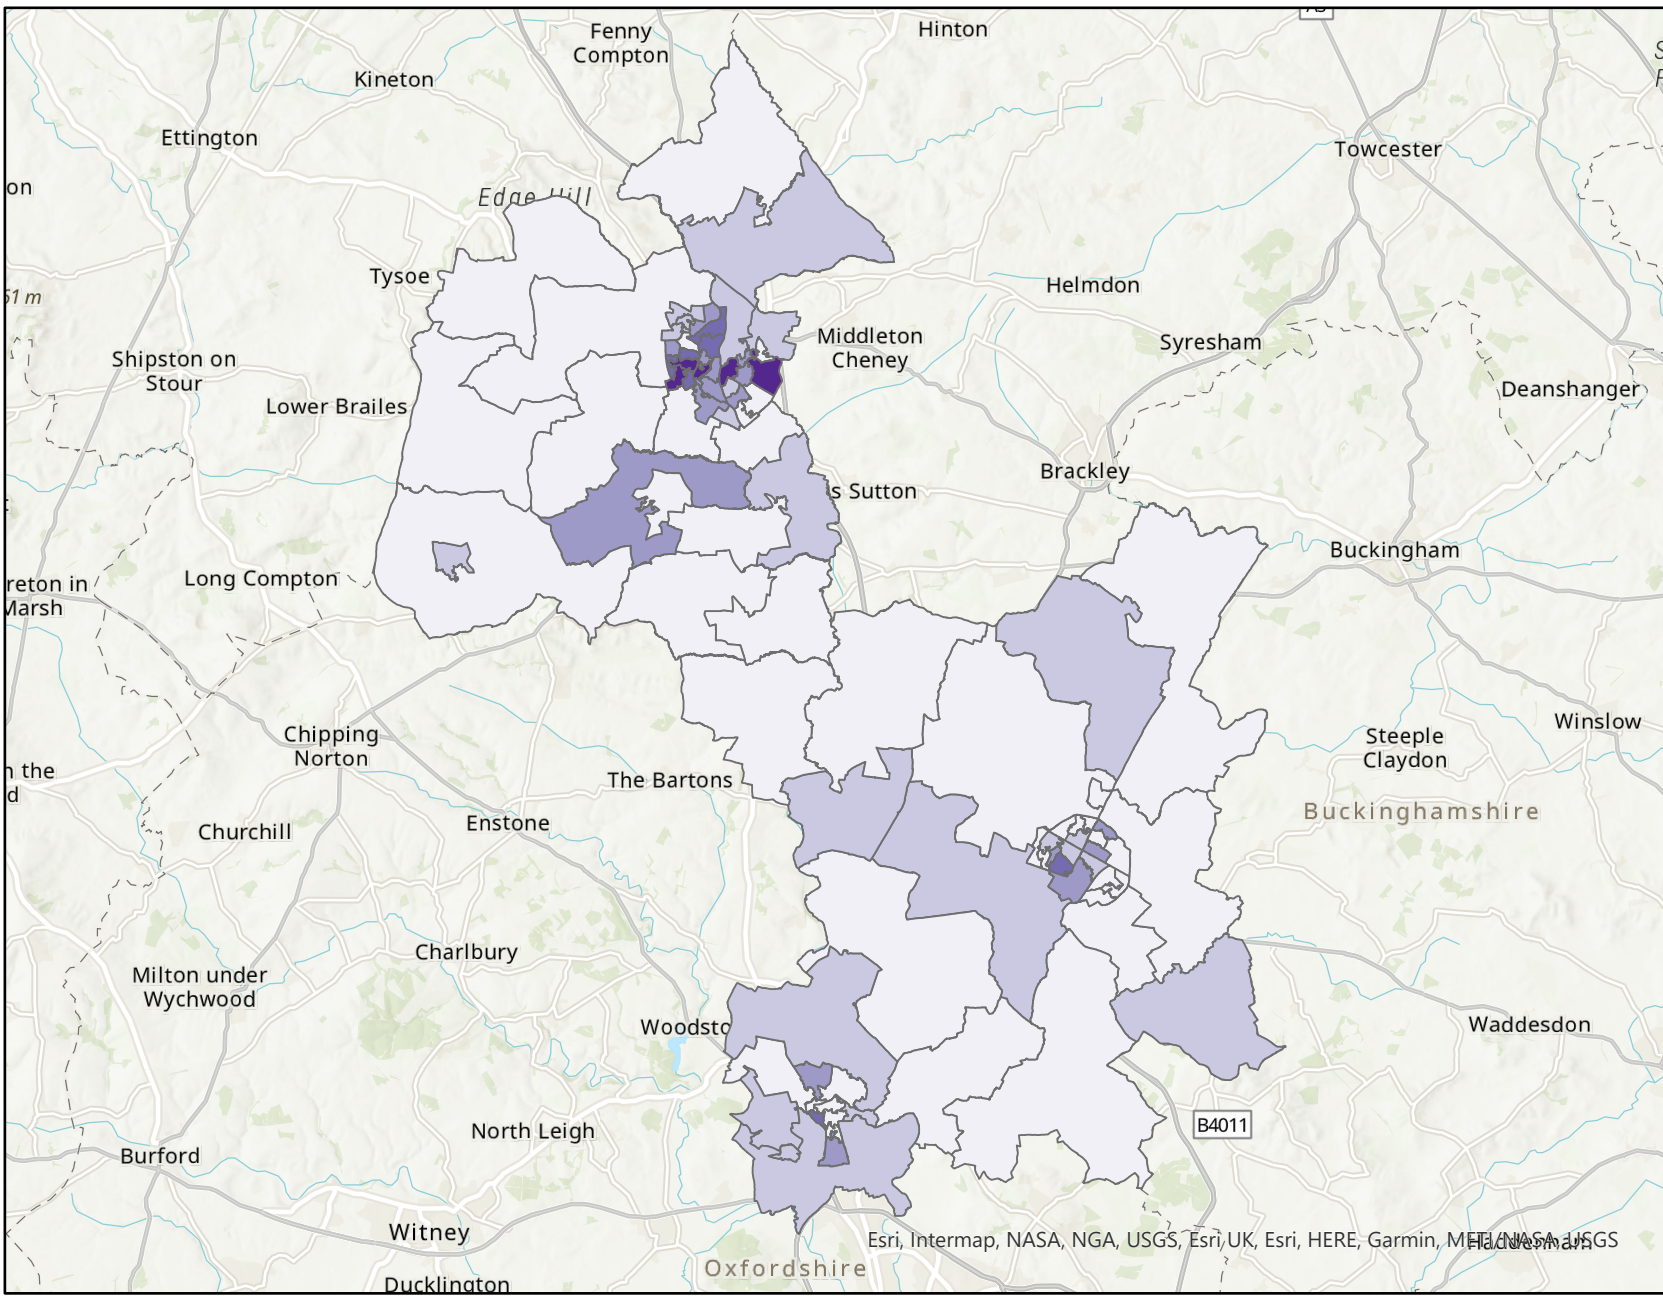 Fenny
Compton
Hinton
Kineton
Ettington
Towcester
on
Edge Hill
Tysoe
Helmdon
51 m
Middleton
Cheney
Syresham
Shipston on
Stour
Deanshanger
Lower Brailes
Brackley
s Sutton
Buckingham
Long Compton
reton in
Marsh
Winslow
Chipping
Norton
Steeple
Claydon
n the
d
The Bartons
Buckinghamshire
Enstone
Churchill
Charlbury
Milton under
Wychwood
Woodsto
Waddesdon
North Leigh
B4011
Burford
Witney
Esri, Intermap, NASA, NGA, USGS, Esri UK, Esri, HERE, Garmin, METI/NASA, USGS
Haddenham
Oxfordshire
Ducklington